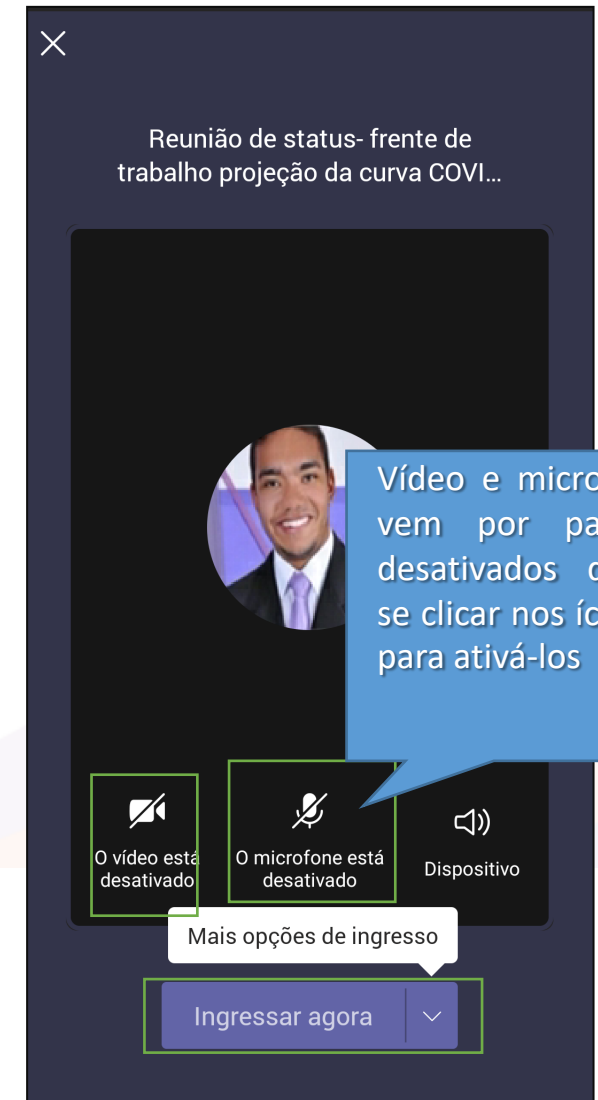 Reunião de status- frente de
trabalho projeção da curva COVI...
Vídeo e micro
vem por pa
desativados
se clicar nos íc
para ativá-los
O vídeo está
desativado
O microfone está
desativado
Dispositivo
Mais opções de ingresso
Ingressar agora